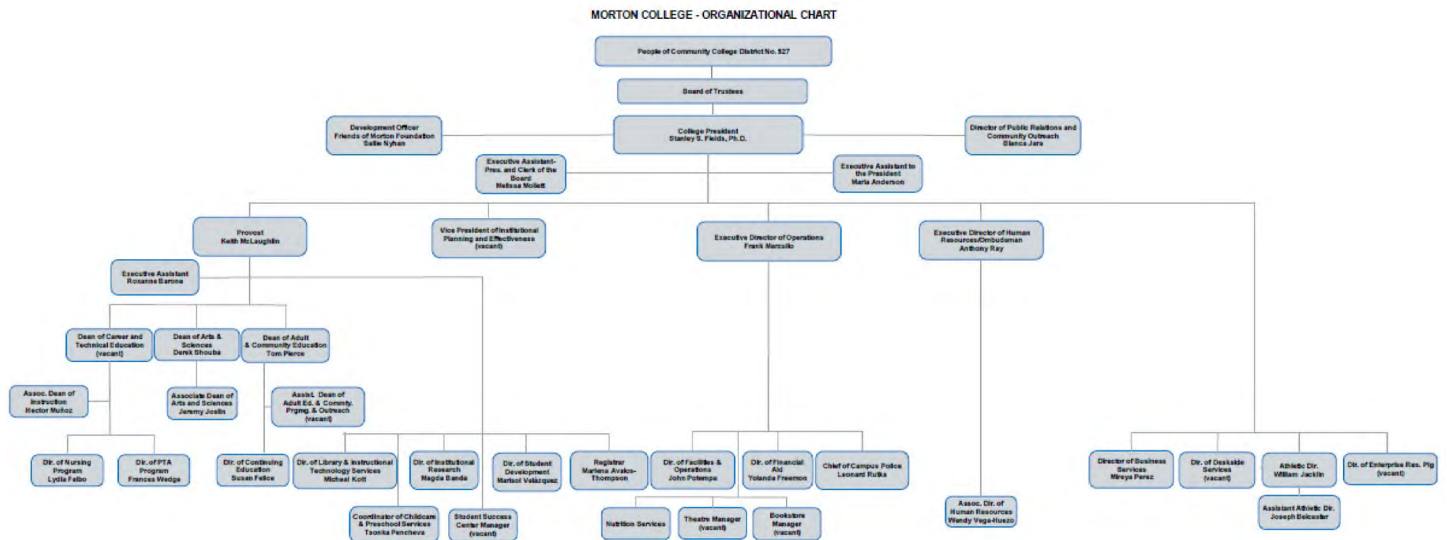 MORTON COLLEGE - ORGANIZATIONAL CHART
People of Community College District No. 527
Board of Trustees
Development Officer
Friends of Morton Foundation
Sallie Nyhan
College President
Stanley S. Fields, Ph.D.
Director of Public Relations and
Community Outreach
Blanca Jara
Executive Assistant-
Pres. and Clerk of the
Board
Melissa Mollett
Executive Assistant to
the President
Maria Anderson
Provost
Keith McLaughlin
Vice President of Institutional
Planning and Effectiveness
(vacant)
Executive Director of Operations
Frank Marzullo
Executive Director of Human
Resources/Ombudsman
Anthony Ray
Executive Assistant
Rosanne Barone
Dean of Career and
Technical Education
(vacant)
Dean of Arts &
Sciences
Derek Shouba
Dean of Adult
& Community Education
Tom Pierce
Assoc. Dean of
Instruction
Hector Muñoz
Associate Dean of
Arts and Sciences
Jeremy Joslin
Assist. Dean of
Adult Ed. & Commty.
Prgmg. & Outreach
(vacant)
Dir. of Nursing
Program
Lydia Falbo
Dir. of PTA
Program
Frances Wedge
Dir. of Continuing
Education
Susan Felice
Dir. of Library & Instructional
Technology Services
Micheal Kott
Dir. of Institutional
Research
Magda Banda
Dir. of Student
Development
Marisol Velázquez
Registrar
Marlena Avalos-
Thompson
Dir. of Facilities &
Operations
John Potempa
Dir. of Financial
Aid
Yolanda Freemon
Chief of Campus Police
Leonard Rutka
Director of Business
Services
Mireya Perez
Dir. of Deskside
Services
(vacant)
Athletic Dir.
William Jacklin
Dir. of Enterprise Res. Plg
(vacant)
Coordinator of Childcare
& Preschool Services
Tsonka Pencheva
Student Success
Center Manager
(vacant)
Nutrition Services
Theatre Manager
(vacant)
Bookstore
Manager
(vacant)
Assoc. Dir. of
Human Resources
Wendy Vega-Huezo
Assistant Athletic Dir.
Joseph Belcaster